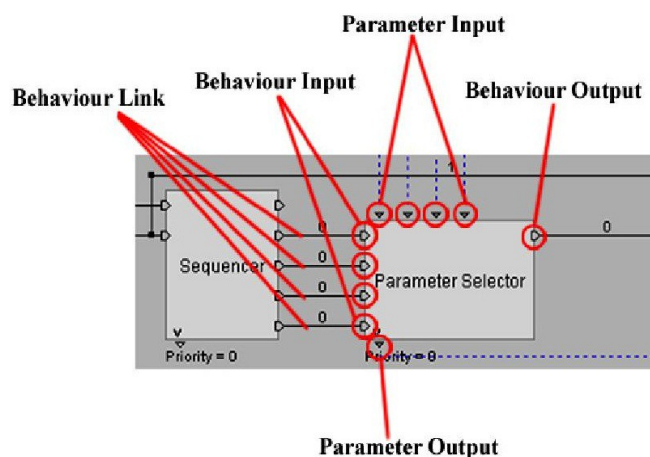 Parameter Input
Behaviour Input
Behaviour Link
Behaviour Output
1
0
0
Sequencer
0
Parameter Selector
0
0
V
Priority = 0
Priority = 0
Parameter Output